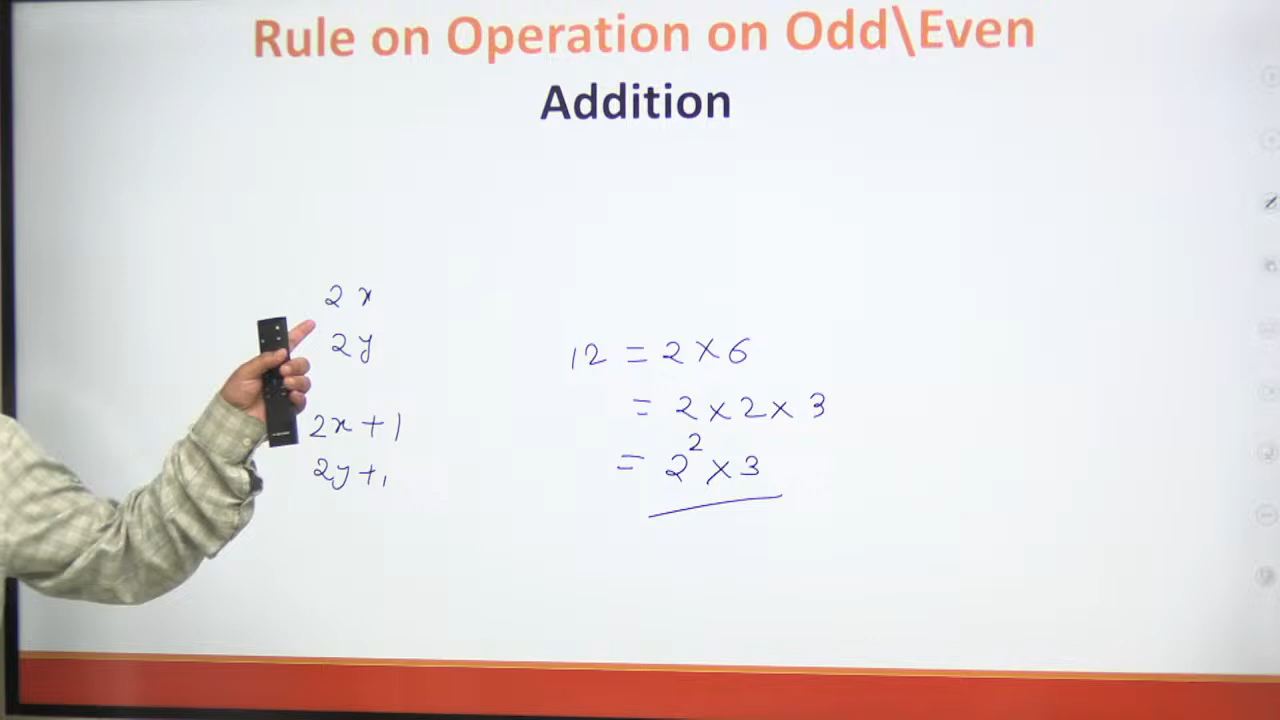 Rule on Operation on Odd\Even
Addition
2x
2y
2x + 1
2y + 1
12 = 2 × 6
= 2 × 2 × 3
= 2² × 3